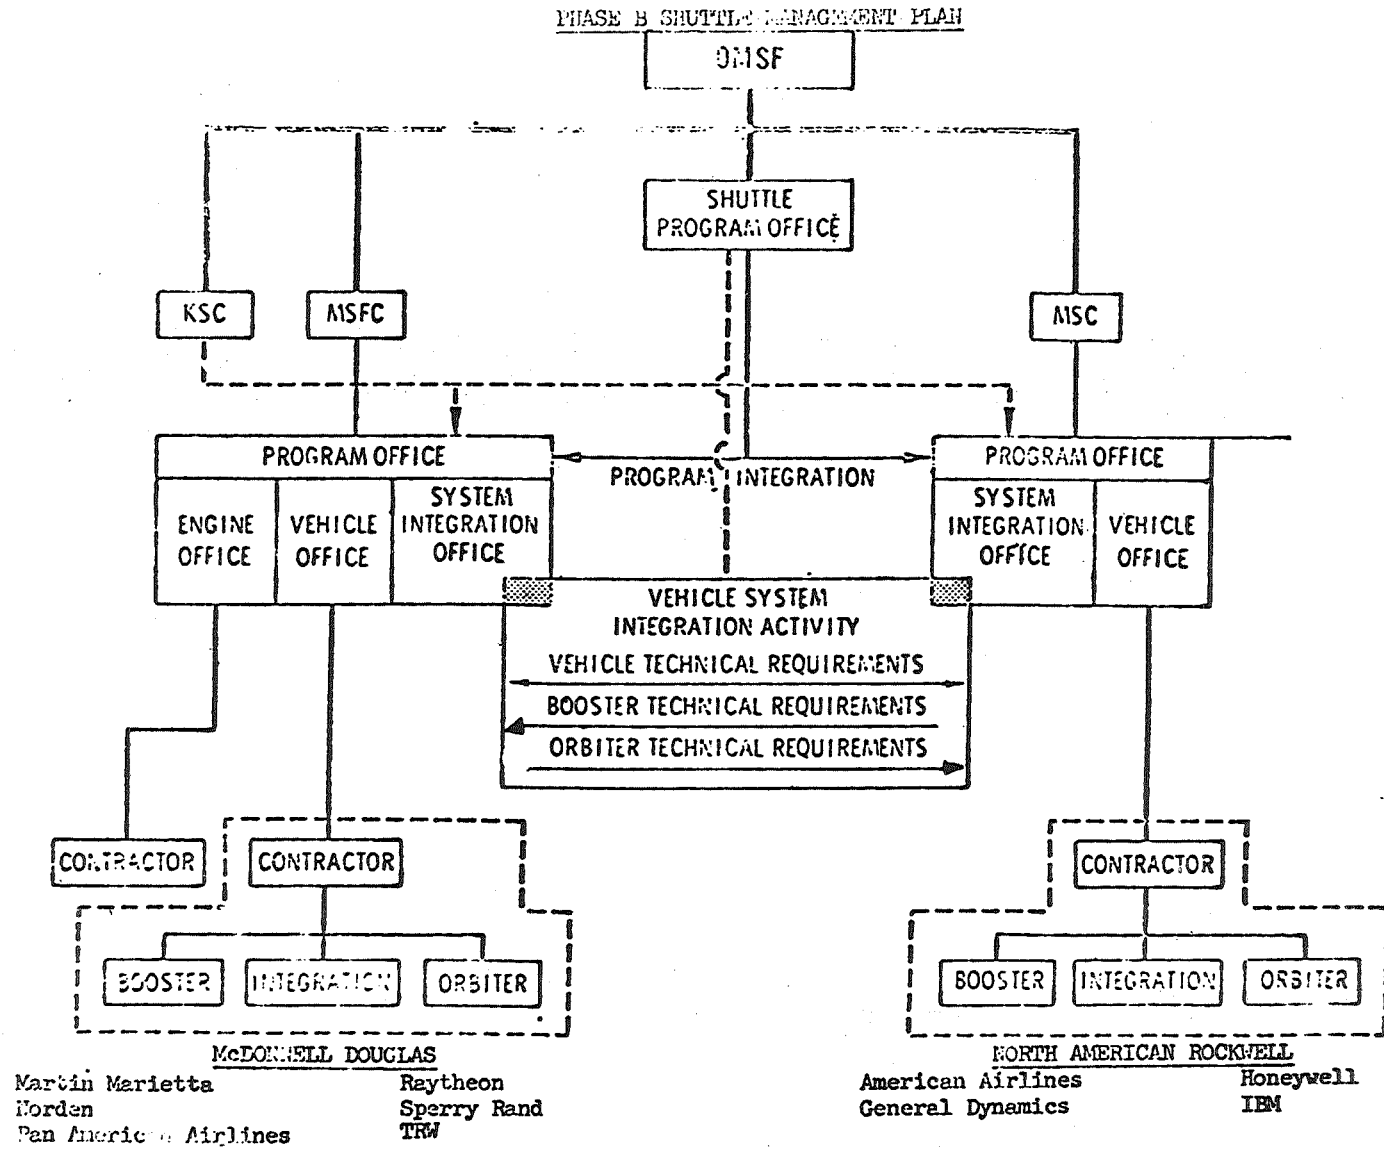 PHASE B SHUTTLE MANAGEMENT PLAN
OMSF
SHUTTLE
PROGRAM OFFICE
KSC
MSFC
MSC
PROGRAM OFFICE
ENGINE
OFFICE
VEHICLE
OFFICE
SYSTEM
INTEGRATION
OFFICE
PROGRAM INTEGRATION
PROGRAM OFFICE
SYSTEM
INTEGRATION
OFFICE
VEHICLE
OFFICE
VEHICLE SYSTEM
INTEGRATION ACTIVITY
VEHICLE TECHNICAL REQUIREMENTS
BOOSTER TECHNICAL REQUIREMENTS
ORBITER TECHNICAL REQUIREMENTS
CONTRACTOR
CONTRACTOR
BOOSTER
INTEGRATION
ORBITER
CONTRACTOR
BOOSTER
INTEGRATION
ORBITER
McDONNELL DOUGLAS
Martin Marietta
Norden
Pan American Airlines
Raytheon
Sperry Rand
TRW
NORTH AMERICAN ROCKWELL
American Airlines
General Dynamics
Honeywell
IBM